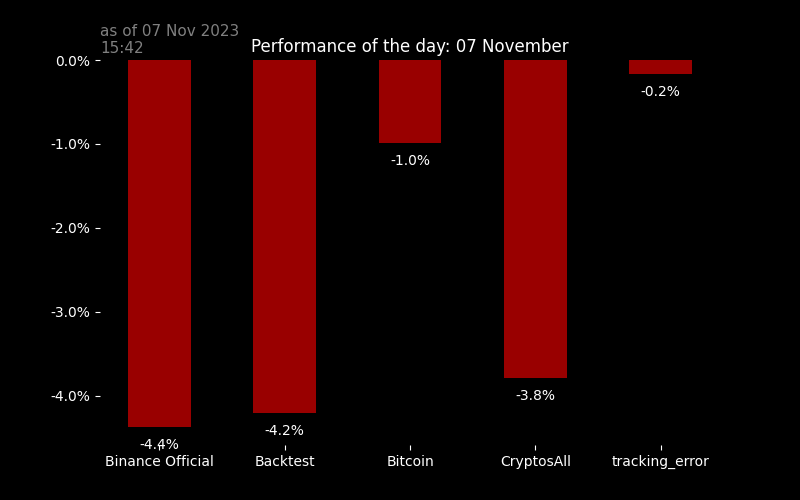 as of 07 Nov 2023
15:42
Performance of the day: 07 November
0.0%
-1.0%
-2.0%
-3.0%
-4.0%
-4.4%
-4.2%
-1.0%
-3.8%
-0.2%
Binance Official
Backtest
Bitcoin
CryptosAll
tracking_error